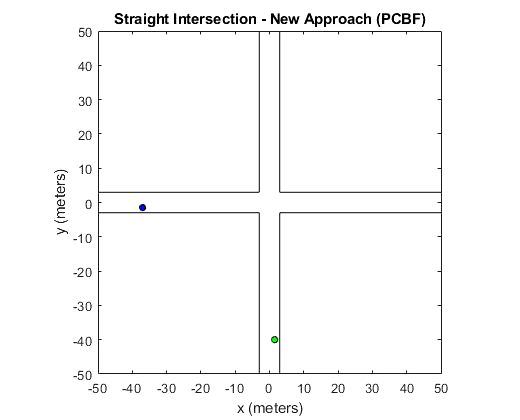 Straight Intersection - New Approach (PCBF)
50
40
30
20
10
0
-10
-20
-30
-40
-50
y (meters)
-50 -40 -30 -20 -10 0 10 20 30 40 50
x (meters)